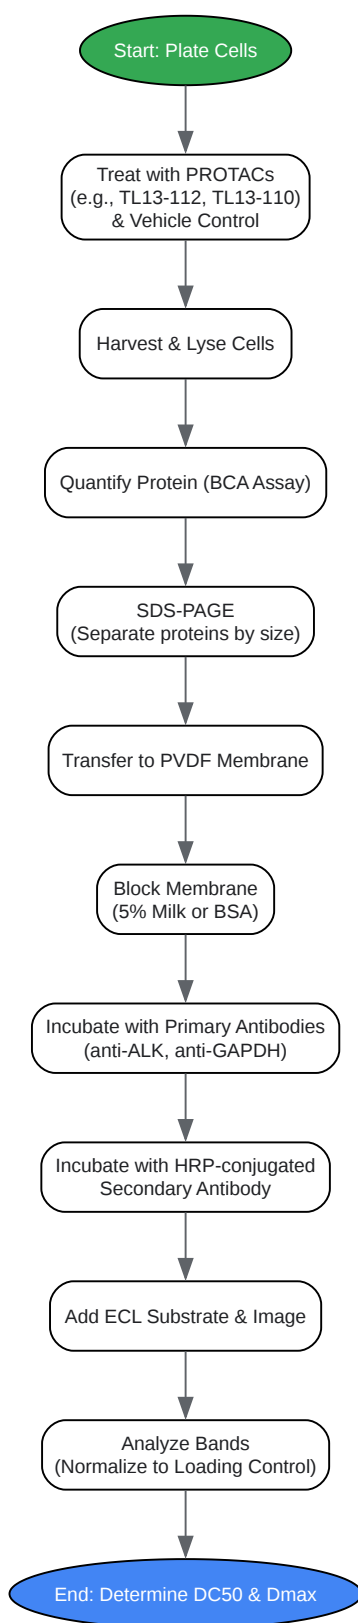 Start: Plate Cells
Treat with PROTACs
(e.g., TL13-112, TL13-110)
& Vehicle Control
Harvest & Lyse Cells
Quantify Protein (BCA Assay)
SDS-PAGE
(Separate proteins by size)
Transfer to PVDF Membrane
Block Membrane
(5% Milk or BSA)
Incubate with Primary Antibodies
(anti-ALK, anti-GAPDH)
Incubate with HRP-conjugated
Secondary Antibody
Add ECL Substrate & Image
Analyze Bands
(Normalize to Loading Control)
End: Determine DC50 & Dmax